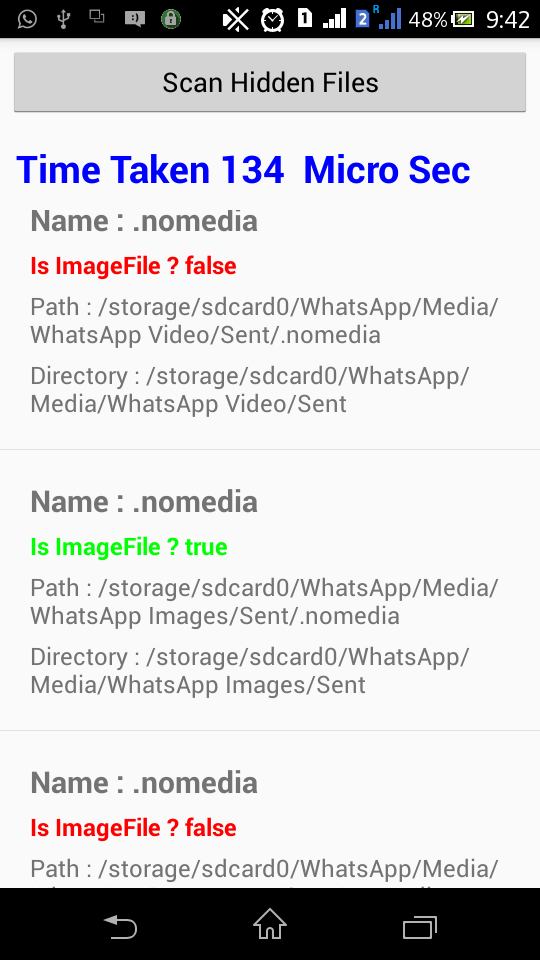 1 2 R 48% 9:42
Scan Hidden Files
Time Taken 134  Micro Sec
Name : .nomedia
Is ImageFile ? false
Path : /storage/sdcard0/WhatsApp/Media/
WhatsApp Video/Sent/.nomedia
Directory : /storage/sdcard0/WhatsApp/
Media/WhatsApp Video/Sent
Name : .nomedia
Is ImageFile ? true
Path : /storage/sdcard0/WhatsApp/Media/
WhatsApp Images/Sent/.nomedia
Directory : /storage/sdcard0/WhatsApp/
Media/WhatsApp Images/Sent
Name : .nomedia
Is ImageFile ? false
Path : /storage/sdcard0/WhatsApp/Media/